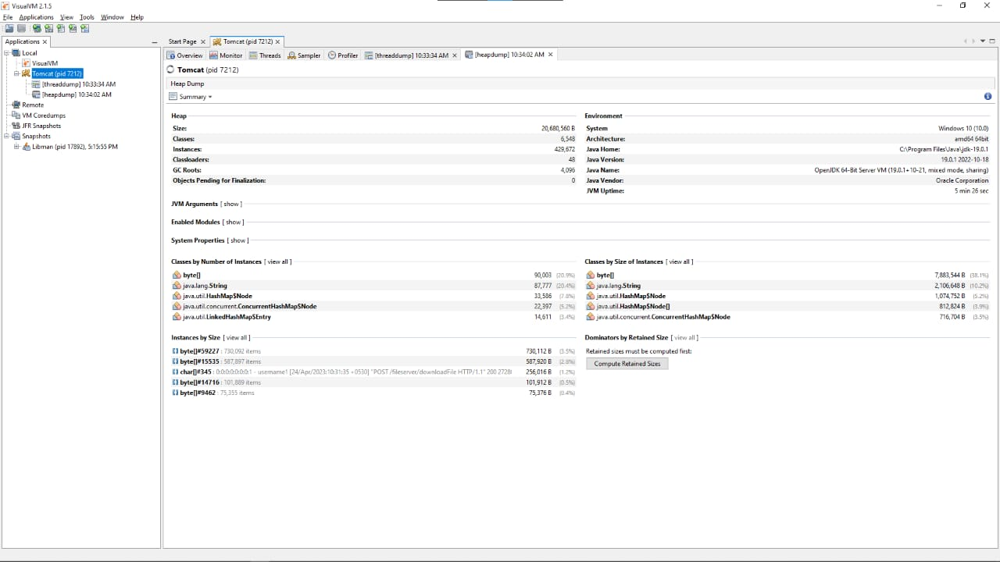 VisualVM 2.1.5
File Applications View Tools Window Help
Applications
Start Page
Tomcat (pid 7212)
Local
VisualVM
Tomcat (pid 7212)
[threaddump] 10:33:34 AM
[heapdump] 10:34:02 AM
Remote
VM Coredumps
JFR Snapshots
Snapshots
Libman (pid 17892), 5:15:55 PM
Overview Monitor Threads Sampler Profiler [threaddump] 10:33:34 AM [heapdump] 10:34:02 AM
Tomcat (pid 7212)
Heap Dump
Summary
Heap
Size: 20,680,560 B
Classes: 6,548
Instances: 429,672
Classloaders: 48
GC Roots: 4,096
Objects Pending for Finalization: 0
Environment
System Windows 10 (10.0)
Architecture: amd64 64bit
Java Home: C:\Program Files\Java\jdk-19.0.1
Java Version: 19.0.1 2022-10-18
Java Name: OpenJDK 64-Bit Server VM (19.0.1+10-21, mixed mode, sharing)
Java Vendor: Oracle Corporation
JVM Uptime: 5 min 26 sec
JVM Arguments [ show ]
Enabled Modules [ show ]
System Properties [ show ]
Classes by Number of Instances [ view all ]
byte[] 90,003 (20.9%)
java.lang.String 87,777 (20.4%)
java.util.HashMap$Node 33,586 (7.8%)
java.util.concurrent.ConcurrentHashMap$Node 22,397 (5.2%)
java.util.LinkedHashMap$Entry 14,611 (3.4%)
Classes by Size of Instances [ view all ]
byte[] 7,883,544 B (38.1%)
java.lang.String 2,106,648 B (10.2%)
java.util.HashMap$Node 1,074,752 B (5.2%)
java.util.HashMap$Node[] 812,824 B (3.9%)
java.util.concurrent.ConcurrentHashMap$Node 716,704 B (3.5%)
Instances by Size [ view all ]
byte[]#59227 : 730,092 items 730,112 B (3.5%)
byte[]#15535 : 587,897 items 587,920 B (2.8%)
char[]#345 : 0:0:0:0:0:0:0:1 - username1 [24/Apr/2023:10:31:35 +0530] "POST /fileserver/downloadFile HTTP/1.1" 200 2728 256,016 B (1.2%)
byte[]#14716 : 101,889 items 101,912 B (0.5%)
byte[]#9462 : 75,355 items 75,376 B (0.4%)
Dominators by Retained Size [ view all ]
Retained sizes must be computed first:
Compute Retained Sizes